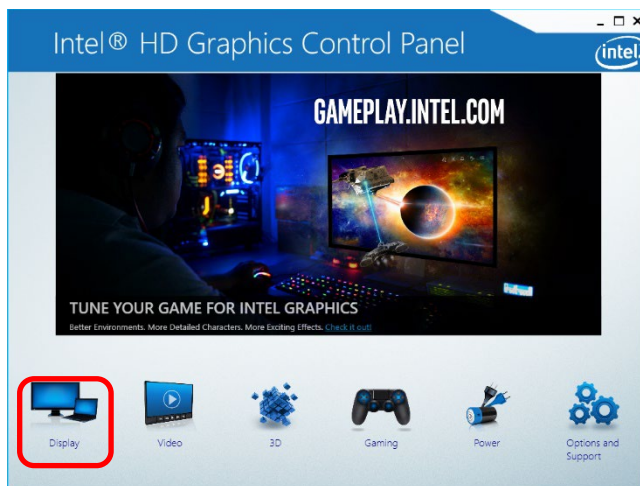 Intel® HD Graphics Control Panel
intel
GAMEPLAY.INTEL.COM
TUNE YOUR GAME FOR INTEL GRAPHICS
Better Environments. More Detailed Characters. More Exciting Effects. Check it out!
Display
Video
3D
Gaming
Power
Options and
Support